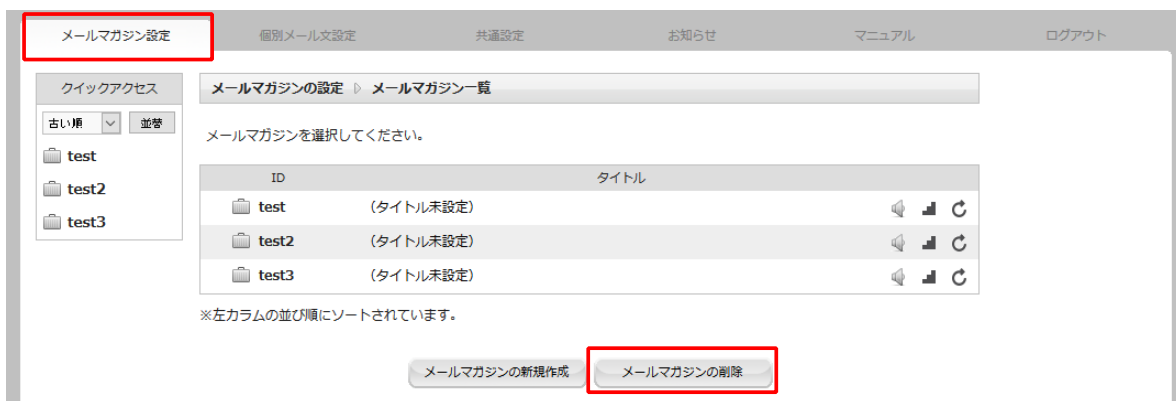 メールマガジン設定 個別メール文設定 共通設定 お知らせ マニュアル ログアウト
クイックアクセス
古い順 並替
test
test2
test3
メールマガジンの設定 メールマガジン一覧
メールマガジンを選択してください。
ID タイトル
test （タイトル未設定）
test2 （タイトル未設定）
test3 （タイトル未設定）
※左カラムの並び順にソートされています。
メールマガジンの新規作成 メールマガジンの削除